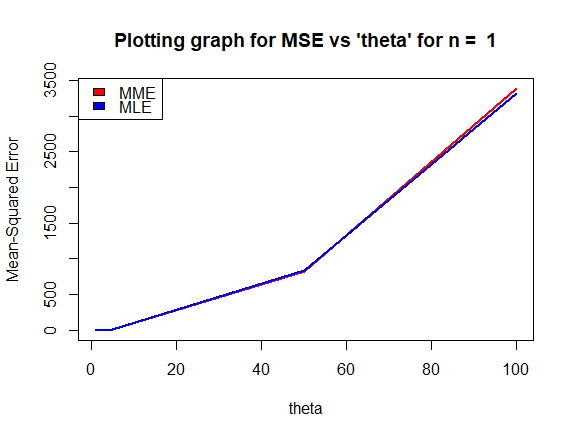 Plotting graph for MSE vs 'theta' for n =  1
MME
MLE
Mean-Squared Error
3500
2500
1500
500
0
0 20 40 60 80 100
theta